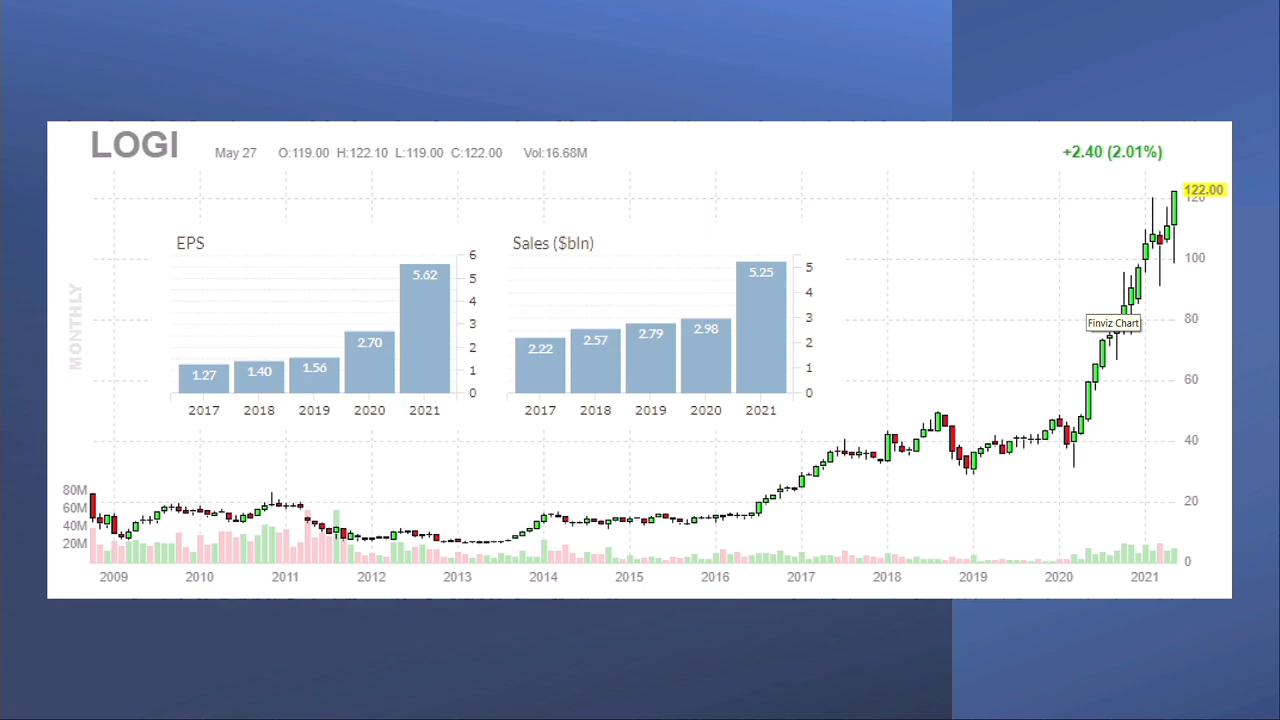 LOGI May 27 O:119.00 H:122.10 L:119.00 C:122.00 Vol:16.68M +2.40 (2.01%)
122.00
120
100
80
60
40
20
0
MONTHLY
EPS
6
5
4
3
2
1
0
1.27 1.40 1.56 2.70 5.62
2017 2018 2019 2020 2021
Sales ($bln)
5
4
3
2
1
0
2.22 2.57 2.79 2.98 5.25
2017 2018 2019 2020 2021
Finviz Chart
80M
60M
40M
20M
2009 2010 2011 2012 2013 2014 2015 2016 2017 2018 2019 2020 2021